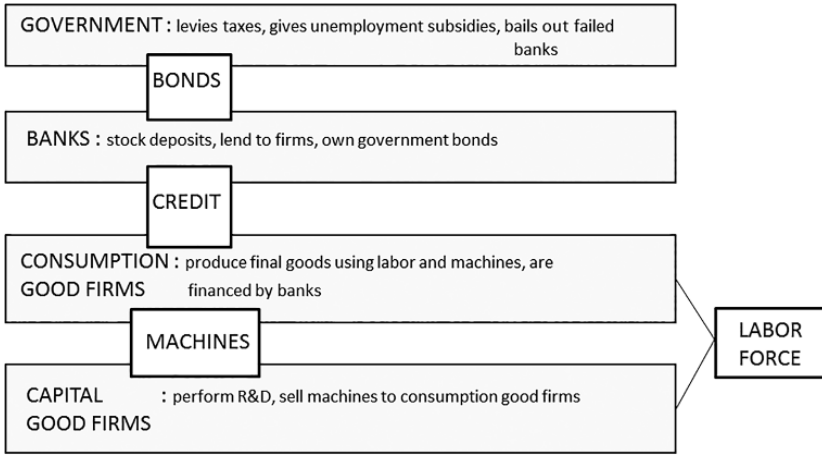 GOVERNMENT : levies taxes, gives unemployment subsidies, bails out failed
banks
BONDS
BANKS : stock deposits, lend to firms, own government bonds
CREDIT
CONSUMPTION : produce final goods using labor and machines, are
GOOD FIRMS financed by banks
MACHINES
LABOR
FORCE
CAPITAL : perform R&D, sell machines to consumption good firms
GOOD FIRMS